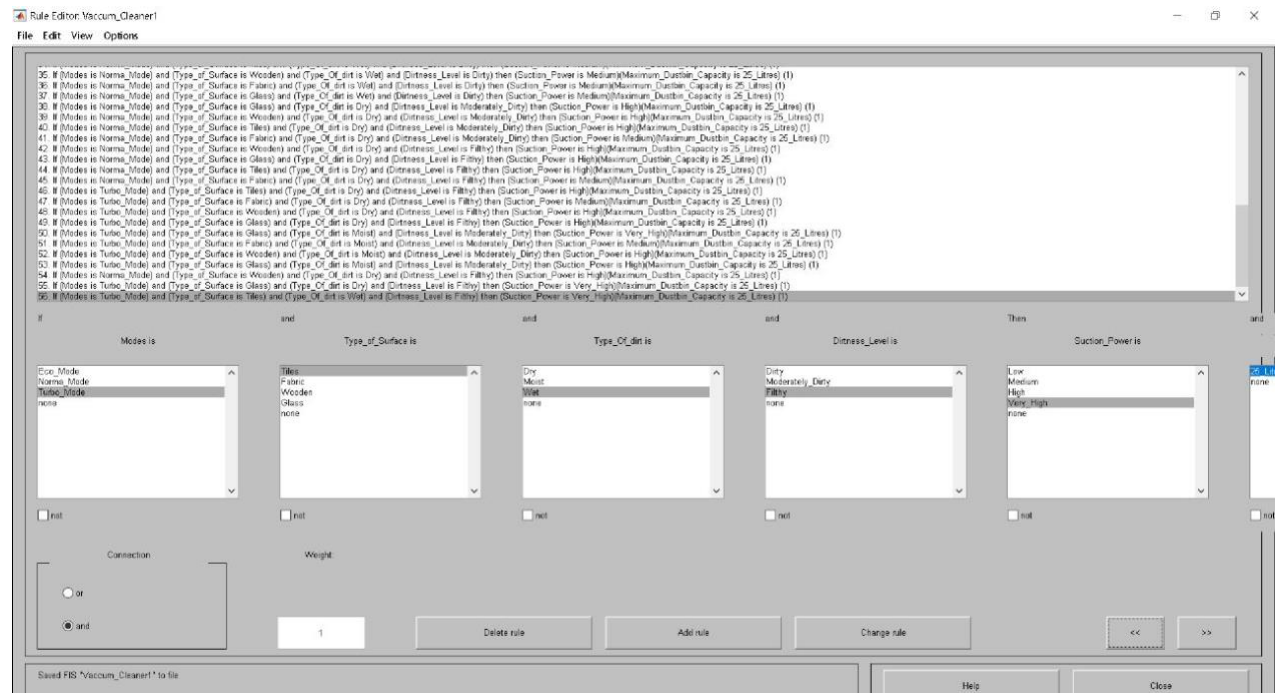 Rule Editor: Vaccum_Cleaner1
File Edit View Options
35. If (Modes is Norma_Mode) and (Type_of_Surface is Wooden) and (Type_Of_dirt is Wet) and (Dirtness_Level is Dirty) then (Suction_Power is Medium)(Maximum_Dustbin_Capacity is 25_Litres) (1)
36. If (Modes is Norma_Mode) and (Type_of_Surface is Fabric) and (Type_Of_dirt is Wet) and (Dirtness_Level is Dirty) then (Suction_Power is Medium)(Maximum_Dustbin_Capacity is 25_Litres) (1)
37. If (Modes is Norma_Mode) and (Type_of_Surface is Glass) and (Type_Of_dirt is Wet) and (Dirtness_Level is Dirty) then (Suction_Power is Medium)(Maximum_Dustbin_Capacity is 25_Litres) (1)
38. If (Modes is Norma_Mode) and (Type_of_Surface is Glass) and (Type_Of_dirt is Dry) and (Dirtness_Level is Moderately_Dirty) then (Suction_Power is High)(Maximum_Dustbin_Capacity is 25_Litres) (1)
39. If (Modes is Norma_Mode) and (Type_of_Surface is Wooden) and (Type_Of_dirt is Dry) and (Dirtness_Level is Moderately_Dirty) then (Suction_Power is High)(Maximum_Dustbin_Capacity is 25_Litres) (1)
40. If (Modes is Norma_Mode) and (Type_of_Surface is Tiles) and (Type_Of_dirt is Dry) and (Dirtness_Level is Moderately_Dirty) then (Suction_Power is High)(Maximum_Dustbin_Capacity is 25_Litres) (1)
41. If (Modes is Norma_Mode) and (Type_of_Surface is Fabric) and (Type_Of_dirt is Dry) and (Dirtness_Level is Moderately_Dirty) then (Suction_Power is Medium)(Maximum_Dustbin_Capacity is 25_Litres) (1)
42. If (Modes is Norma_Mode) and (Type_of_Surface is Wooden) and (Type_Of_dirt is Dry) and (Dirtness_Level is Filthy) then (Suction_Power is High)(Maximum_Dustbin_Capacity is 25_Litres) (1)
43. If (Modes is Norma_Mode) and (Type_of_Surface is Glass) and (Type_Of_dirt is Dry) and (Dirtness_Level is Filthy) then (Suction_Power is High)(Maximum_Dustbin_Capacity is 25_Litres) (1)
44. If (Modes is Norma_Mode) and (Type_of_Surface is Tiles) and (Type_Of_dirt is Dry) and (Dirtness_Level is Filthy) then (Suction_Power is High)(Maximum_Dustbin_Capacity is 25_Litres) (1)
45. If (Modes is Norma_Mode) and (Type_of_Surface is Fabric) and (Type_Of_dirt is Dry) and (Dirtness_Level is Filthy) then (Suction_Power is Medium)(Maximum_Dustbin_Capacity is 25_Litres) (1)
46. If (Modes is Turbo_Mode) and (Type_of_Surface is Tiles) and (Type_Of_dirt is Dry) and (Dirtness_Level is Filthy) then (Suction_Power is High)(Maximum_Dustbin_Capacity is 25_Litres) (1)
47. If (Modes is Turbo_Mode) and (Type_of_Surface is Fabric) and (Type_Of_dirt is Dry) and (Dirtness_Level is Filthy) then (Suction_Power is Medium)(Maximum_Dustbin_Capacity is 25_Litres) (1)
48. If (Modes is Turbo_Mode) and (Type_of_Surface is Wooden) and (Type_Of_dirt is Dry) and (Dirtness_Level is Filthy) then (Suction_Power is High)(Maximum_Dustbin_Capacity is 25_Litres) (1)
49. If (Modes is Turbo_Mode) and (Type_of_Surface is Glass) and (Type_Of_dirt is Dry) and (Dirtness_Level is Filthy) then (Suction_Power is High)(Maximum_Dustbin_Capacity is 25_Litres) (1)
50. If (Modes is Turbo_Mode) and (Type_of_Surface is Glass) and (Type_Of_dirt is Moist) and (Dirtness_Level is Moderately_Dirty) then (Suction_Power is Very_High)(Maximum_Dustbin_Capacity is 25_Litres) (1)
51. If (Modes is Turbo_Mode) and (Type_of_Surface is Fabric) and (Type_Of_dirt is Moist) and (Dirtness_Level is Moderately_Dirty) then (Suction_Power is Medium)(Maximum_Dustbin_Capacity is 25_Litres) (1)
52. If (Modes is Turbo_Mode) and (Type_of_Surface is Wooden) and (Type_Of_dirt is Moist) and (Dirtness_Level is Moderately_Dirty) then (Suction_Power is High)(Maximum_Dustbin_Capacity is 25_Litres) (1)
53. If (Modes is Turbo_Mode) and (Type_of_Surface is Glass) and (Type_Of_dirt is Moist) and (Dirtness_Level is Moderately_Dirty) then (Suction_Power is High)(Maximum_Dustbin_Capacity is 25_Litres) (1)
54. If (Modes is Norma_Mode) and (Type_of_Surface is Wooden) and (Type_Of_dirt is Dry) and (Dirtness_Level is Filthy) then (Suction_Power is High)(Maximum_Dustbin_Capacity is 25_Litres) (1)
55. If (Modes is Turbo_Mode) and (Type_of_Surface is Glass) and (Type_Of_dirt is Dry) and (Dirtness_Level is Filthy) then (Suction_Power is Very_High)(Maximum_Dustbin_Capacity is 25_Litres) (1)
56. If (Modes is Turbo_Mode) and (Type_of_Surface is Tiles) and (Type_Of_dirt is Wet) and (Dirtness_Level is Filthy) then (Suction_Power is Very_High)(Maximum_Dustbin_Capacity is 25_Litres) (1)
If and and and Then and
Modes is Type_of_Surface is Type_Of_dirt is Dirtness_Level is Suction_Power is
Eco_Mode Tiles Dry Dirty Low 25_Lit
Norma_Mode Fabric Moist Moderately_Dirty Medium none
Turbo_Mode Wooden Wet Filthy High
none Glass none none Very_High
none none
not not not not not not
Connection Weight:
or
and 1 Delete rule Add rule Change rule << >>
Saved FIS "Vaccum_Cleaner1" to file
Help Close